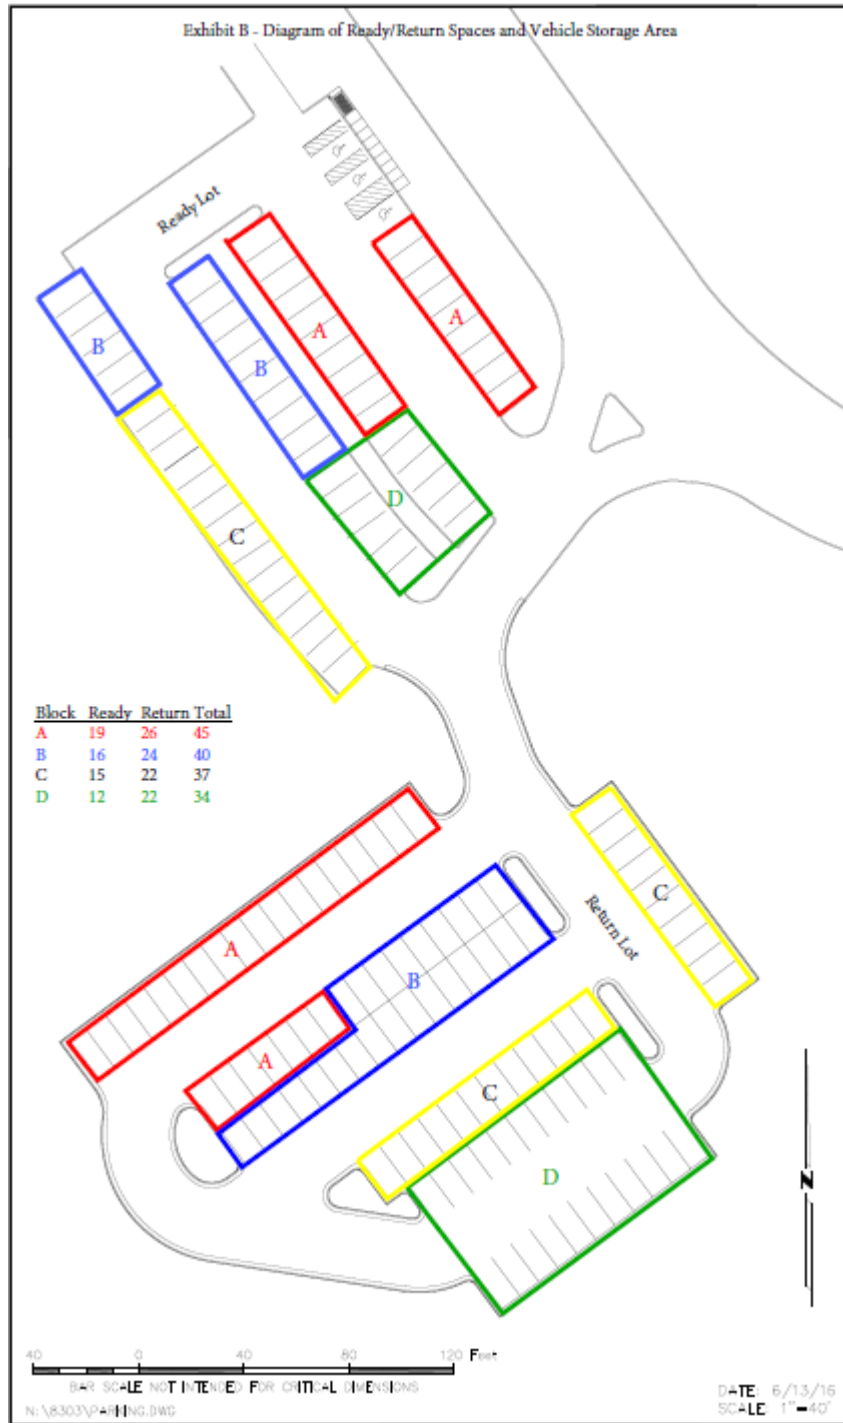 Exhibit B - Diagram of Ready/Return Spaces and Vehicle Storage Area
Ready Lot
A
A
B
B
D
C
Block Ready Return Total
A 19 26 45
B 16 24 40
C 15 22 37
D 12 22 34
C
Return Lot
A
B
A
C
D
N
40 0 40 80 120 Feet
BAR SCALE NOT INTENDED FOR CRITICAL DIMENSIONS
N:\8303\PARKING.DWG
DATE: 6/13/16
SCALE: 1"=40'